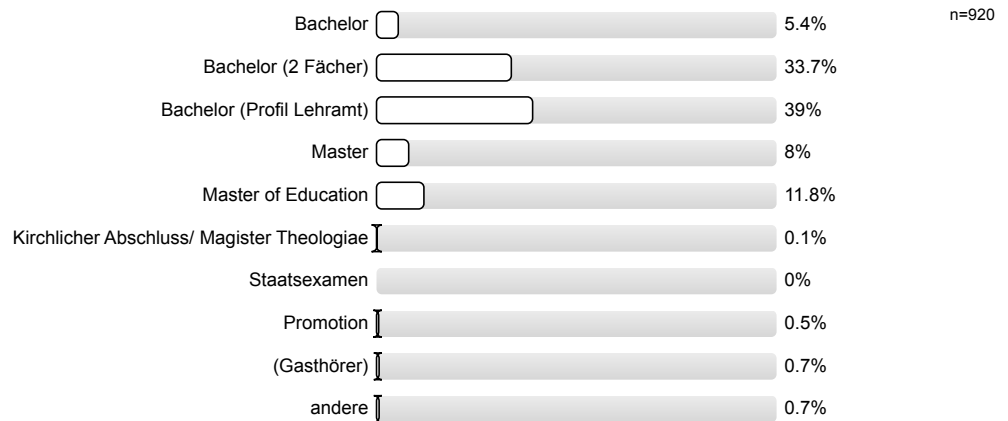 Bachelor 5.4% n=920
Bachelor (2 Fächer) 33.7%
Bachelor (Profil Lehramt) 39%
Master 8%
Master of Education 11.8%
Kirchlicher Abschluss/ Magister Theologiae 0.1%
Staatsexamen 0%
Promotion 0.5%
(Gasthörer) 0.7%
andere 0.7%